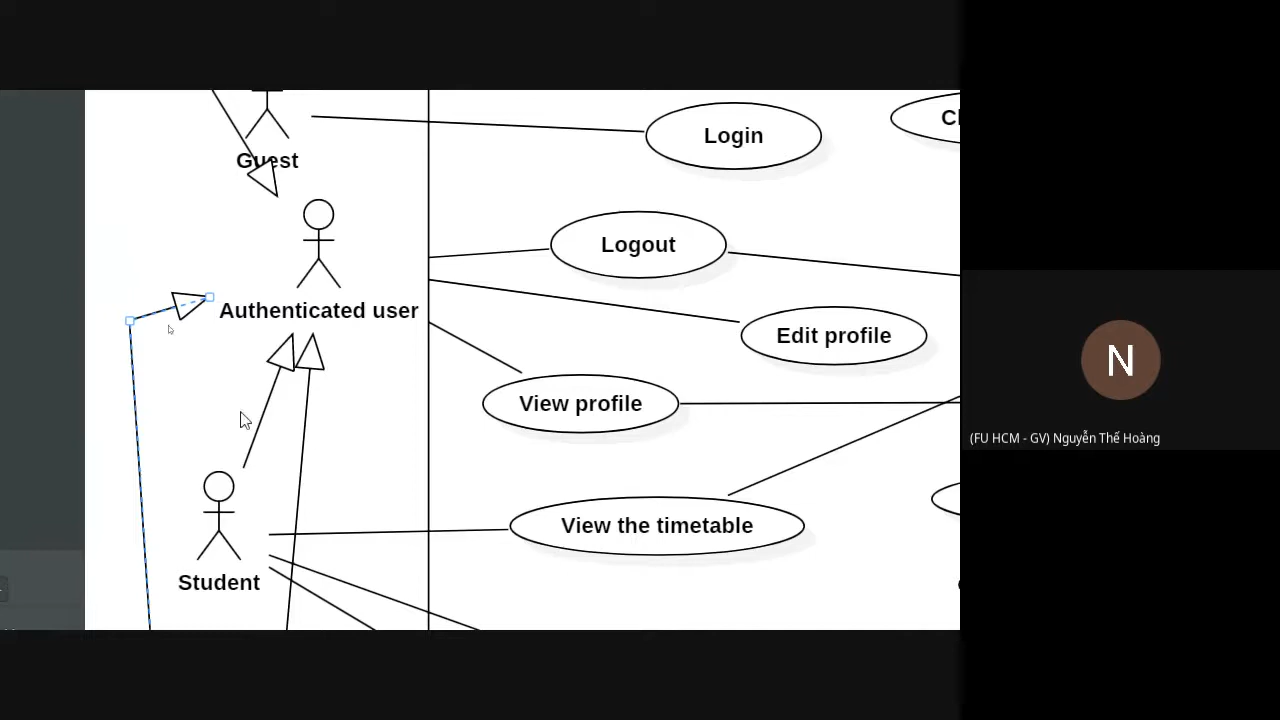 Guest
Login
Logout
Authenticated user
Edit profile
View profile
View the timetable
Student
N
(FU HCM - GV) Nguyễn Thế Hoàng